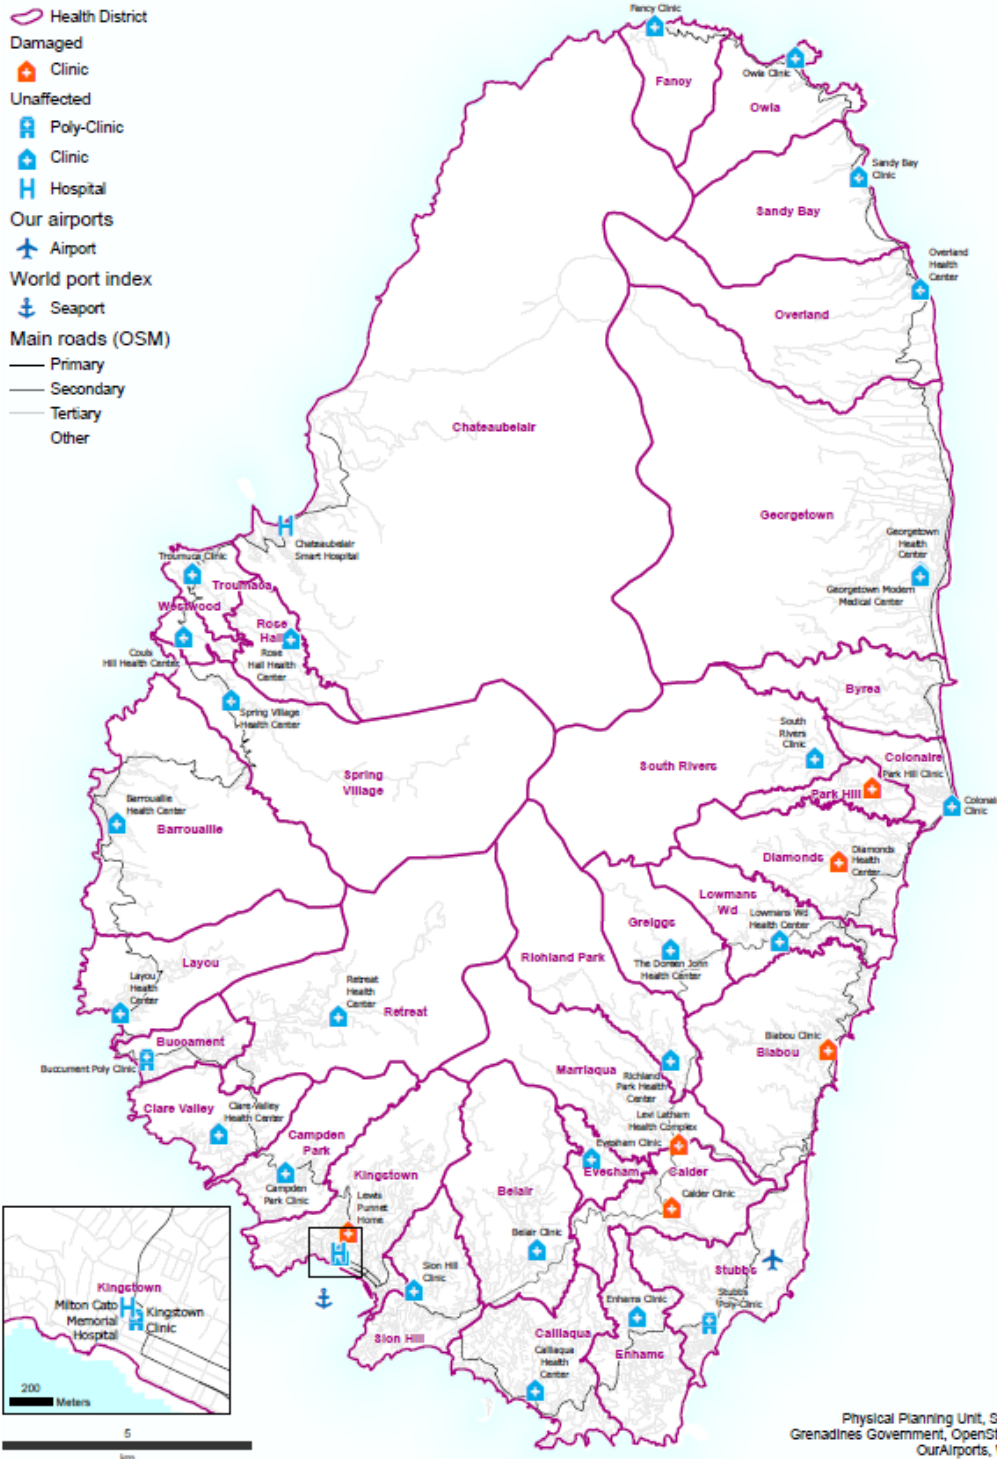 Health District
Damaged
Clinic
Unaffected
Poly-Clinic
Clinic
Hospital
Our airports
Airport
World port index
Seaport
Main roads (OSM)
Primary
Secondary
Tertiary
Other
Fancy Clinic
Fanoy
Owia Clinic
Owla
Sandy Bay
Clinic
Sandy Bay
Overland
Health
Center
Overland
Chateaubelair
Georgetown
Georgetown
Health
Center
Georgetown Modern
Medical Center
Chateaubelair
Smart Hospital
Troumaca Clinic
Troumaoa
Westwood
Rose
Hall
Rose
Hall Health
Center
Coubi
Hill Health Center
Spring Village
Health Center
Spring
Village
Byrea
South
Rivers
Clinic
South Rivers
Colonaire
Park Hill Clinic
Park Hill
Clinic
Barrouallie
Health Center
Barrouallie
Diamonds
Diamonds
Health
Center
Lowmans
Wd
Lowmans Wd
Health Center
Greiggs
The Doreen John
Health Center
Richland Park
Layou
Layou
Health
Center
Retreat
Health
Center
Retreat
Buccament
Buccument Poly Clinic
Biabou Clinic
Biabou
Marriaqua
Richland
Park Health
Center
Levi Latham
Health Complex
Clare Valley
Clare Valley
Health Center
Campden
Park
Campden
Park Clinic
Evesham Clinic
Evesham
Calder
Calder Clinic
Kingstown
Lewis
Punnet
Home
Belair
Belair Clinic
Sion Hill
Clinic
Sion Hill
Stubbs
Stubbs
Poly-Clinic
Enhams Clinic
Enhams
Calliaqua
Calliaqua
Health
Center
Kingstown
Milton Cato
Memorial
Hospital
Kingstown
Clinic
200
Meters
5
km
Physical Planning Unit, S
Grenadines Government, OpenSt
OurAirports,